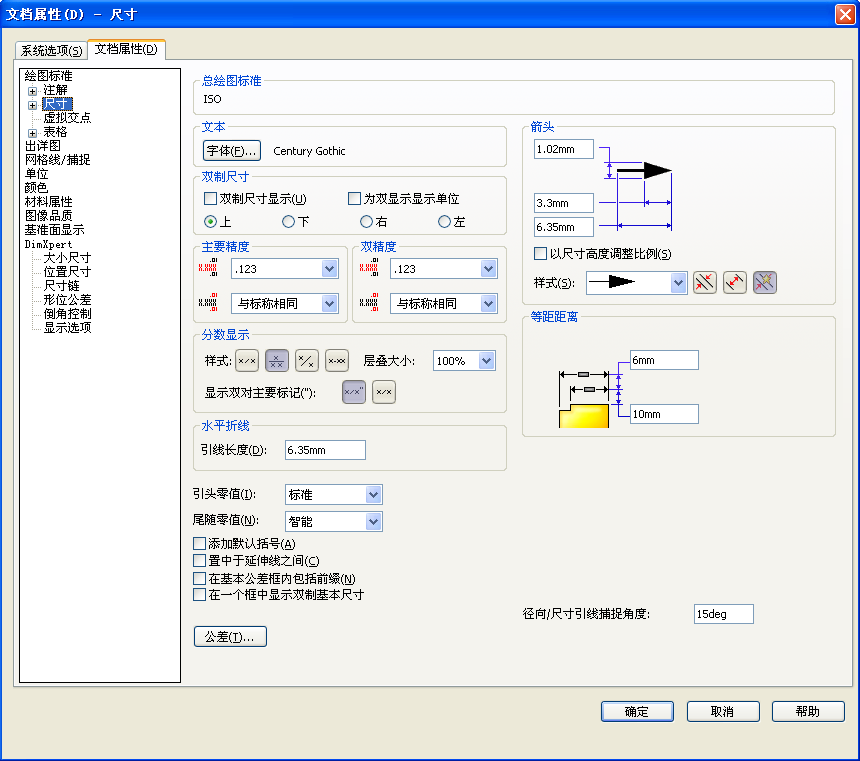 文档属性(D) - 尺寸
系统选项(S) 文档属性(D)
绘图标准
注解
尺寸
虚拟交点
表格
出详图
网格线/捕捉
单位
颜色
材料属性
图像品质
基准面显示
DimXpert
大小尺寸
位置尺寸
尺寸链
形位公差
倒角控制
显示选项
总绘图标准
ISO
文本
字体(F)... Century Gothic
双制尺寸
双制尺寸显示(U) 为双显示显示单位
上 下 右 左
主要精度
.123
与标称相同
双精度
.123
与标称相同
分数显示
样式: 层叠大小: 100%
显示双对主要标记("):
水平折线
引线长度(D): 6.35mm
引头零值(I): 标准
尾随零值(N): 智能
添加默认括号(A)
置中于延伸线之间(C)
在基本公差框内包括前缀(N)
在一个框中显示双制基本尺寸
公差(T)...
箭头
1.02mm
3.3mm
6.35mm
以尺寸高度调整比例(S)
样式(S):
等距距离
6mm
10mm
径向/尺寸引线捕捉角度: 15deg
确定 取消 帮助